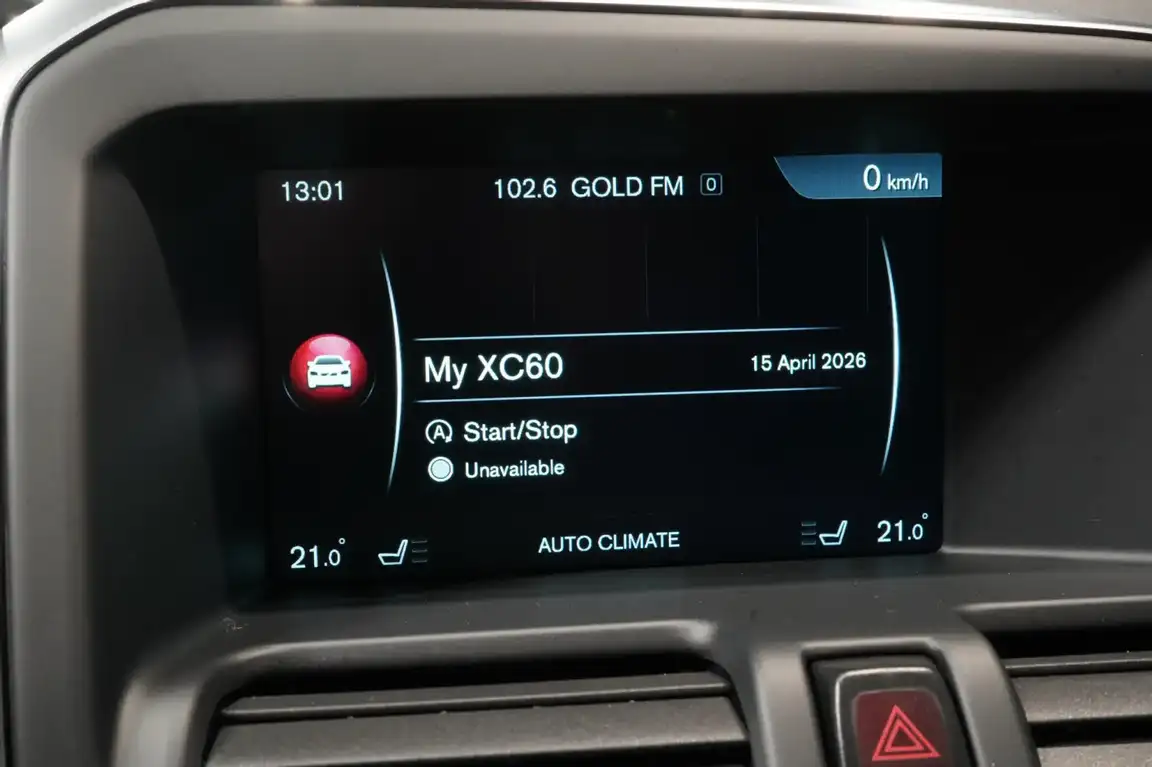 13:01
102.6 GOLD FM 0
0 km/h
My XC60
15 April 2026
A Start/Stop
Unavailable
21.0°
AUTO CLIMATE
21.0°